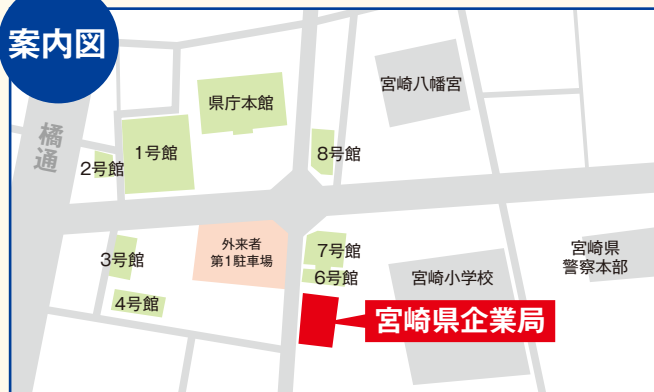 案内図
県庁本館
宮崎八幡宮
橘通
1号館
8号館
2号館
外来者
第1駐車場
7号館
宮崎県
警察本部
3号館
6号館
宮崎小学校
4号館
宮崎県企業局